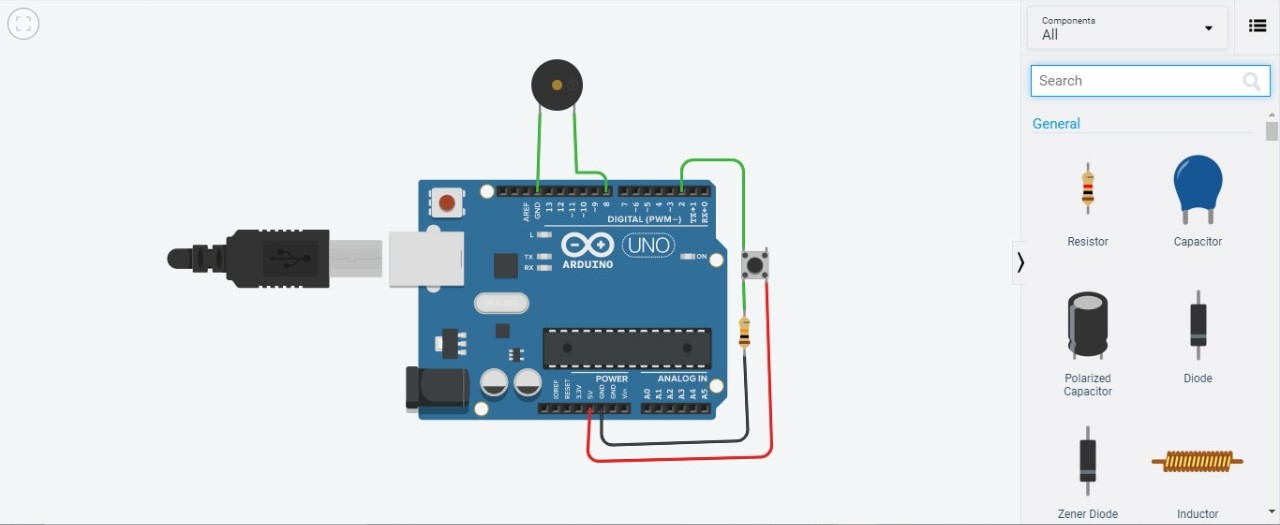 Components
All
Search
General
Resistor
Capacitor
Polarized
Capacitor
Diode
Zener Diode
Inductor
AREF
GND
13
12
~11
~10
~9
8
7
~6
~5
4
~3
2
TX→1
RX←0
DIGITAL (PWM~)
L
TX
RX
UNO
ARDUINO
ON
POWER
ANALOG IN
IOREF
RESET
3.3V
5V
GND
GND
Vin
A0
A1
A2
A3
A4
A5